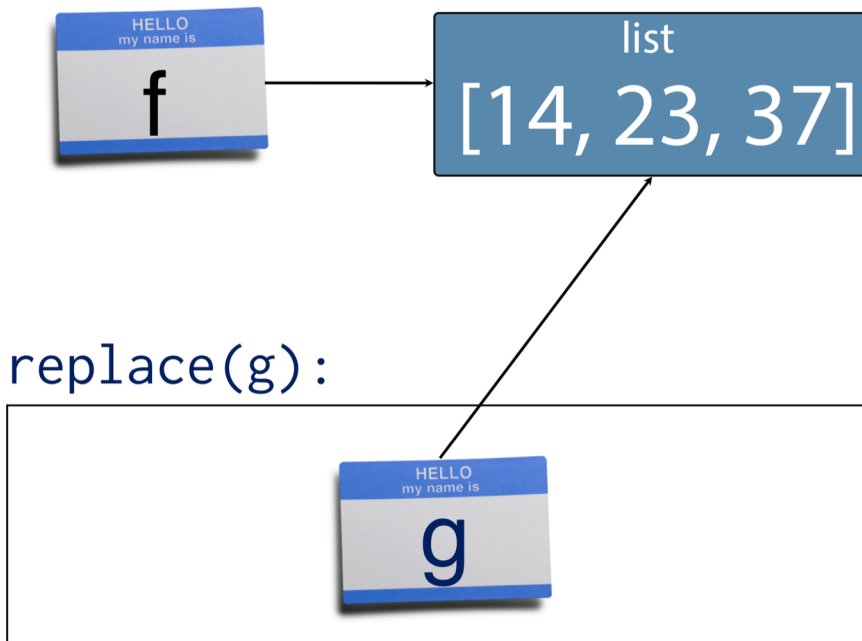 HELLO
my name is
f
list
[14, 23, 37]
replace(g):
HELLO
my name is
g